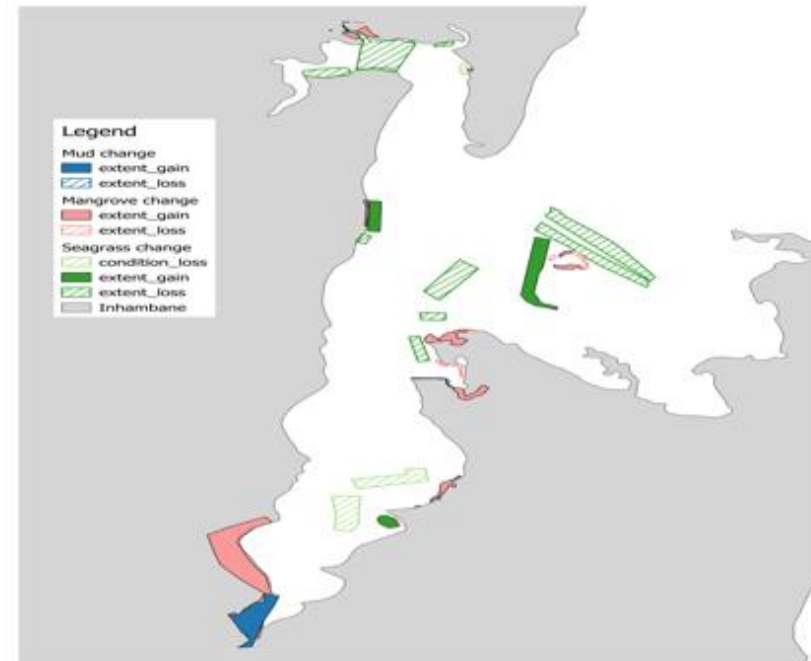 Legend
Mud change
extent_gain
extent_loss
Mangrove change
extent_gain
extent_loss
Seagrass change
condition_loss
extent_gain
extent_loss
Inhambane